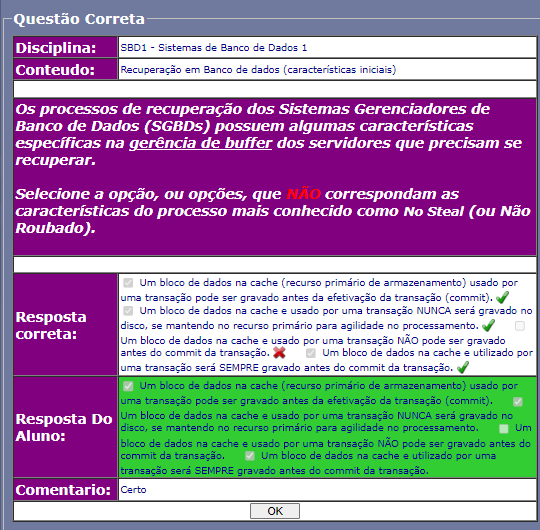 Questão Correta
Disciplina: SBD1 - Sistemas de Banco de Dados 1
Conteudo: Recuperação em Banco de dados (características iniciais)
Os processos de recuperação dos Sistemas Gerenciadores de
Banco de Dados (SGBDs) possuem algumas características
específicas na gerência de buffer dos servidores que precisam se
recuperar.
Selecione a opção, ou opções, que NÃO correspondam as
características do processo mais conhecido como No Steal (ou Não
Roubado).
Resposta correta:
Um bloco de dados na cache (recurso primário de armazenamento) usado por
uma transação pode ser gravado antes da efetivação da transação (commit).
Um bloco de dados na cache e usado por uma transação NUNCA será gravado no
disco, se mantendo no recurso primário para agilidade no processamento.
Um bloco de dados na cache e usado por uma transação NÃO pode ser gravado
antes do commit da transação. Um bloco de dados na cache e utilizado por
uma transação será SEMPRE gravado antes do commit da transação.
Resposta Do Aluno:
Um bloco de dados na cache (recurso primário de armazenamento) usado por
uma transação pode ser gravado antes da efetivação da transação (commit).
Um bloco de dados na cache e usado por uma transação NUNCA será gravado no
disco, se mantendo no recurso primário para agilidade no processamento. Um
bloco de dados na cache e usado por uma transação NÃO pode ser gravado antes do
commit da transação. Um bloco de dados na cache e utilizado por uma
transação será SEMPRE gravado antes do commit da transação.
Comentario: Certo
OK